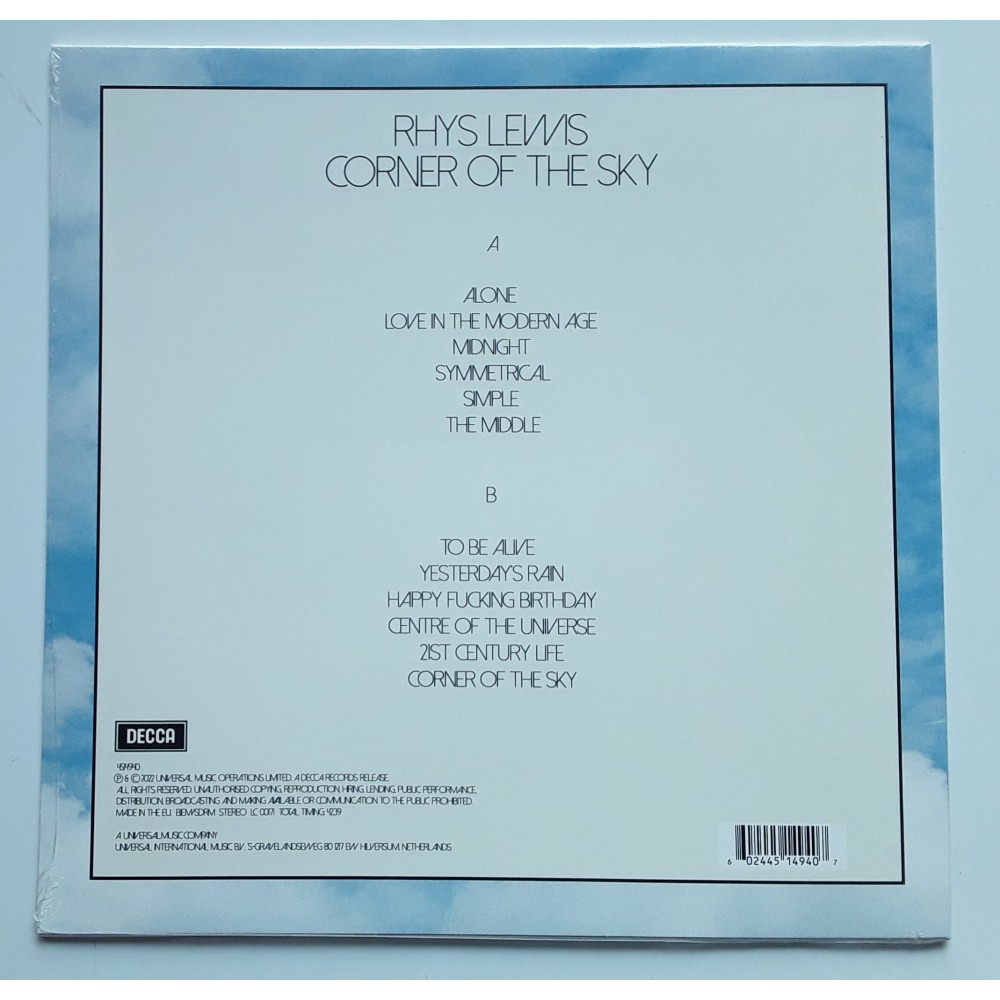 RHYS LEWIS
CORNER OF THE SKY
A
ALONE
LOVE IN THE MODERN AGE
MIDNIGHT
SYMMETRICAL
SIMPLE
THE MIDDLE
B
TO BE ALIVE
YESTERDAY'S RAIN
HAPPY FUCKING BIRTHDAY
CENTRE OF THE UNIVERSE
21ST CENTURY LIFE
CORNER OF THE SKY
DECCA
4514940
Ⓟ & © 2022 UNIVERSAL MUSIC OPERATIONS LIMITED. A DECCA RECORDS RELEASE.
ALL RIGHTS RESERVED. UNAUTHORISED COPYING, REPRODUCTION, HIRING, LENDING, PUBLIC PERFORMANCE,
DISTRIBUTION, BROADCASTING AND MAKING AVAILABLE OR COMMUNICATION TO THE PUBLIC PROHIBITED.
MADE IN THE E.U. BIEM/SDRM STEREO LC 00171 TOTAL TIMING: 42:39
A UNIVERSAL MUSIC COMPANY
UNIVERSAL INTERNATIONAL MUSIC B.V. 'S-GRAVELANDSEWEG 80 1217 EW HILVERSUM, NETHERLANDS
6 02445 14940 7